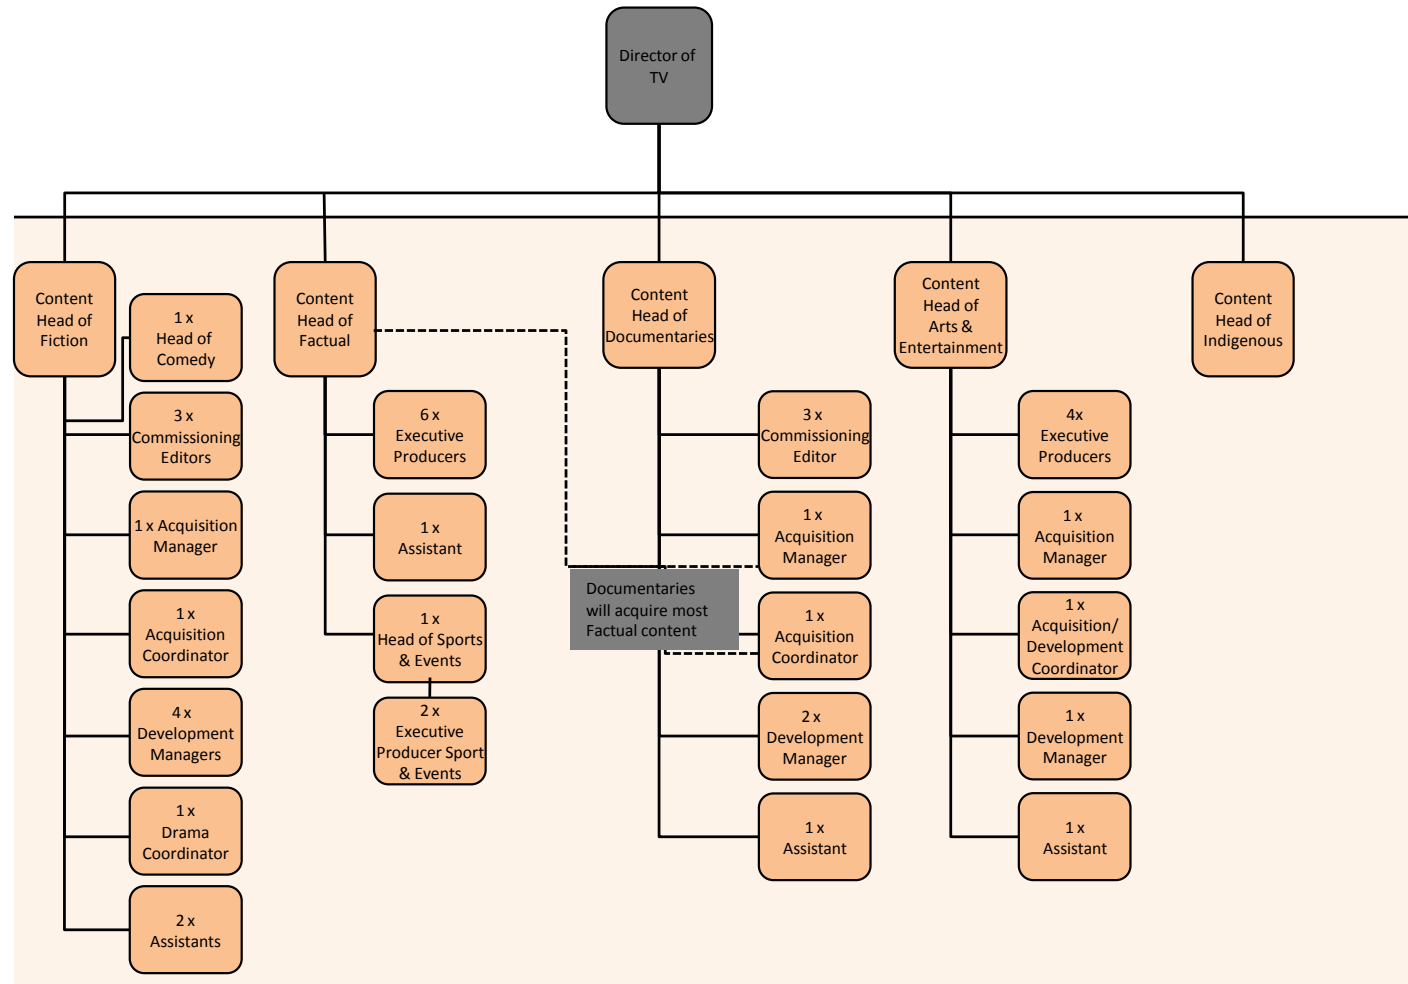 Director of
TV
Content
Head of
Fiction
1 x
Head of
Comedy
3 x
Commissioning
Editors
1 x Acquisition
Manager
1 x
Acquisition
Coordinator
4 x
Development
Managers
1 x
Drama
Coordinator
2 x
Assistants
Content
Head of
Factual
6 x
Executive
Producers
1 x
Assistant
1 x
Head of Sports
& Events
2 x
Executive
Producer Sport
& Events
Content
Head of
Documentaries
3 x
Commissioning
Editor
1 x
Acquisition
Manager
Documentaries
will acquire most
Factual content
1 x
Acquisition
Coordinator
2 x
Development
Manager
1 x
Assistant
Content
Head of
Arts &
Entertainment
4x
Executive
Producers
1 x
Acquisition
Manager
1 x
Acquisition/
Development
Coordinator
1 x
Development
Manager
1 x
Assistant
Content
Head of
Indigenous